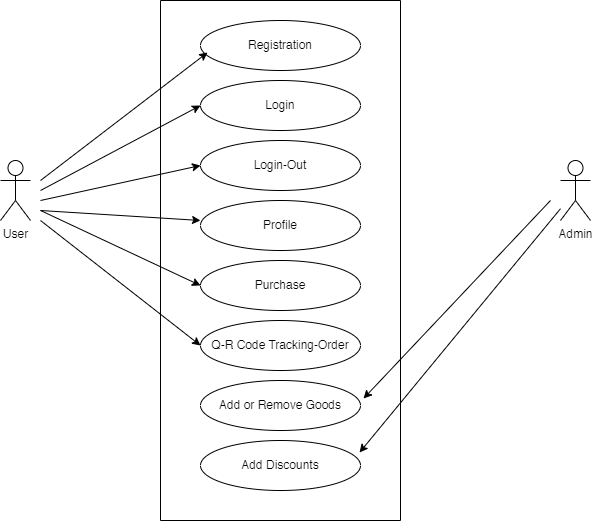 Registration
Login
Login-Out
User
Admin
Profile
Purchase
Q-R Code Tracking-Order
Add or Remove Goods
Add Discounts